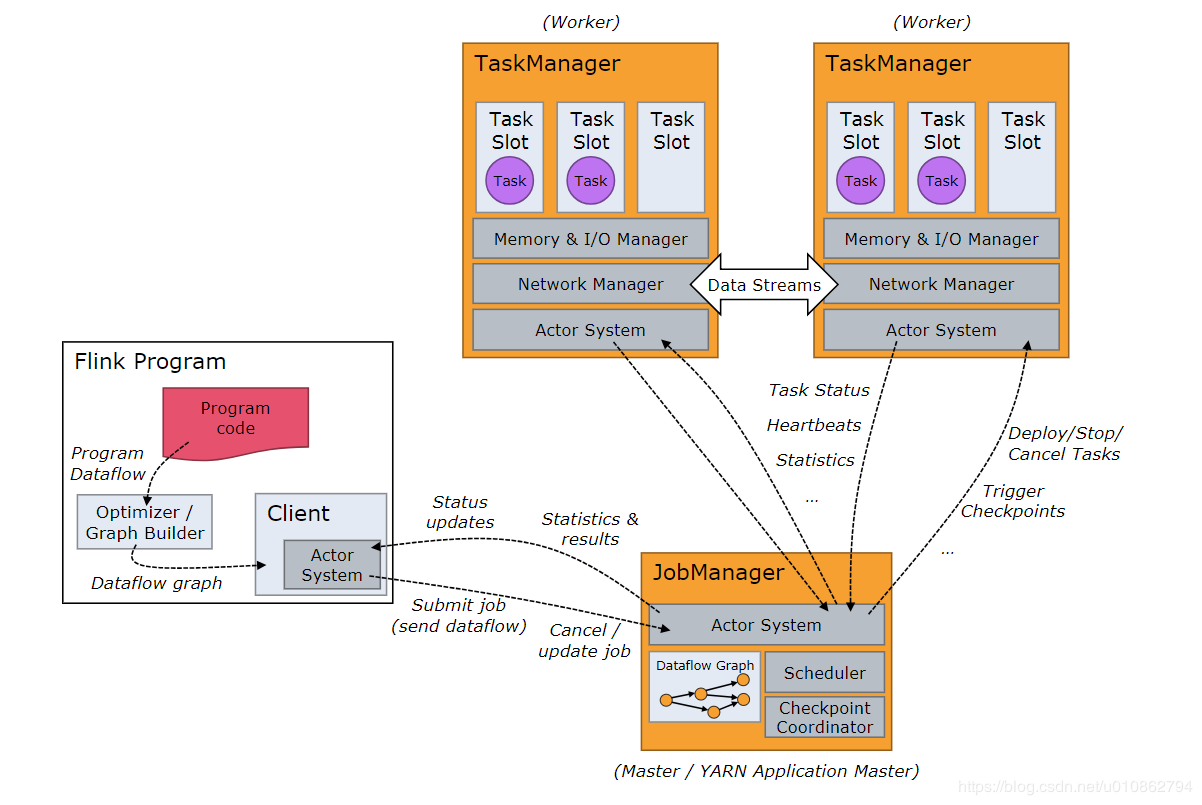 (Worker)
(Worker)
TaskManager
TaskManager
Task
Slot
Task
Task
Slot
Task
Task
Slot
Task
Slot
Task
Task
Slot
Task
Task
Slot
Memory & I/O Manager
Memory & I/O Manager
Network Manager
Data Streams
Network Manager
Actor System
Actor System
Flink Program
Program
code
Program
Dataflow
Optimizer /
Graph Builder
Dataflow graph
Client
Actor
System
Task Status
Heartbeats
Statistics
...
Deploy/Stop/
Cancel Tasks
Trigger
Checkpoints
...
Status
updates
Statistics &
results
Submit job
(send dataflow)
Cancel /
update job
JobManager
Actor System
Dataflow Graph
Scheduler
Checkpoint
Coordinator
(Master / YARN Application Master)
https://blog.csdn.net/u010862794